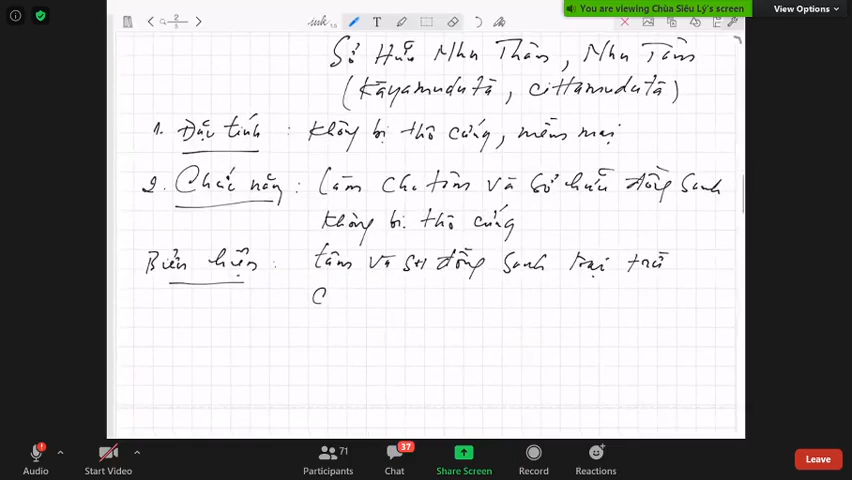 You are viewing Chùa Siêu Lý's screen
View Options
ink
2
Sở Hữu Nhu Thân, Nhu Tâm
(Kāyamudutā, cittamudutā)
1. Đặc tính : Không bị thô cứng, mềm mại
2. Chức năng : Làm cho tâm và sở hữu đồng sanh
không bị thô cứng
Biểu hiện : tâm và sở đồng sanh
C
Audio
Start Video
71
Participants
37
Chat
Share Screen
Record
Reactions
Leave